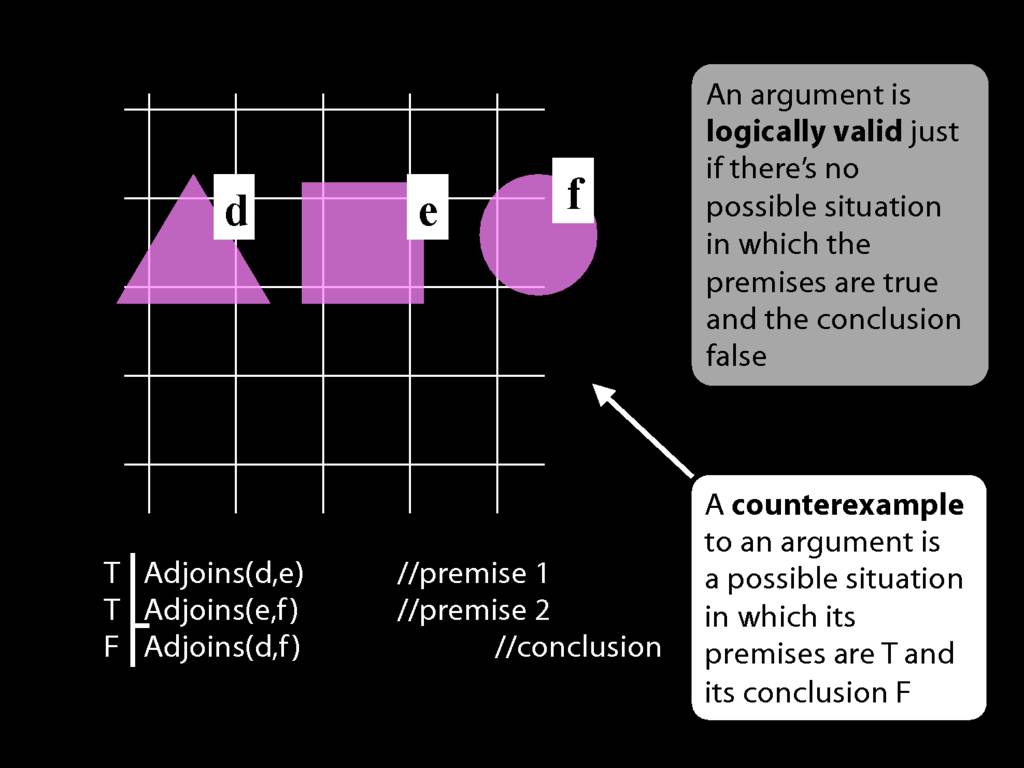 d
e
f
An argument is
logically valid just
if there's no
possible situation
in which the
premises are true
and the conclusion
false
A counterexample
to an argument is
a possible situation
in which its
premises are T and
its conclusion F
T Adjoins(d,e) //premise 1
T Adjoins(e,f) //premise 2
F Adjoins(d,f) //conclusion